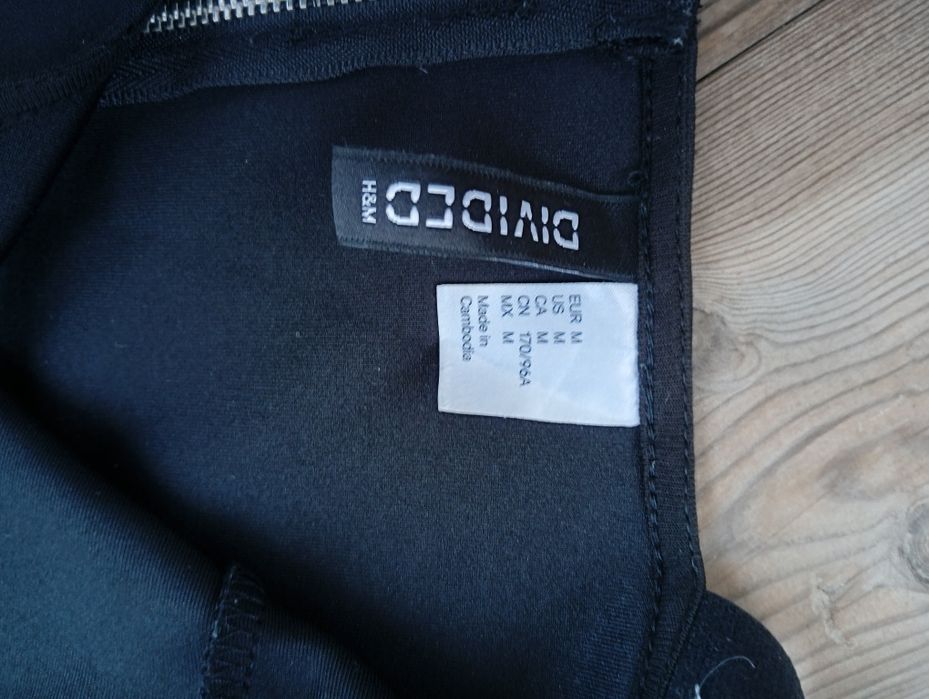 DIVIDED
H&M
EUR M
US M
CA M
CN 170/96A
MX M
Made in
Cambodia